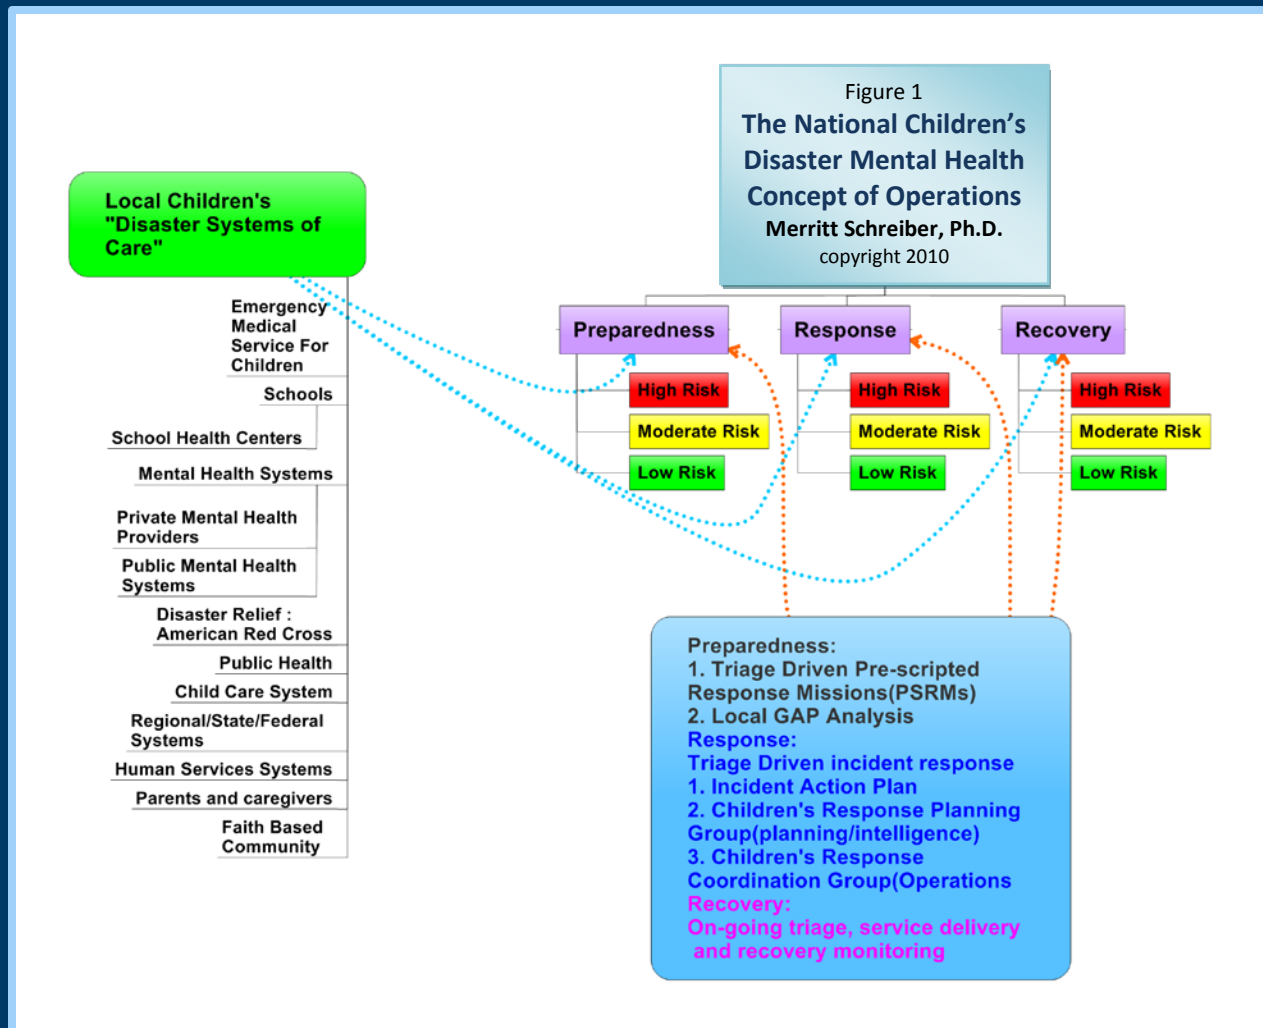 Figure 1
The National Children’s
Disaster Mental Health
Concept of Operations
Merritt Schreiber, Ph.D.
copyright 2010
Local Children's
"Disaster Systems of
Care"
Emergency
Medical
Service For
Children
Schools
School Health Centers
Mental Health Systems
Private Mental Health
Providers
Public Mental Health
Systems
Disaster Relief :
American Red Cross
Public Health
Child Care System
Regional/State/Federal
Systems
Human Services Systems
Parents and caregivers
Faith Based
Community
Preparedness
High Risk
Moderate Risk
Low Risk
Response
High Risk
Moderate Risk
Low Risk
Recovery
High Risk
Moderate Risk
Low Risk
Preparedness:
1. Triage Driven Pre-scripted
Response Missions(PSRMs)
2. Local GAP Analysis
Response:
Triage Driven incident response
1. Incident Action Plan
2. Children's Response Planning
Group(planning/intelligence)
3. Children's Response
Coordination Group(Operations
Recovery:
On-going triage, service delivery
and recovery monitoring